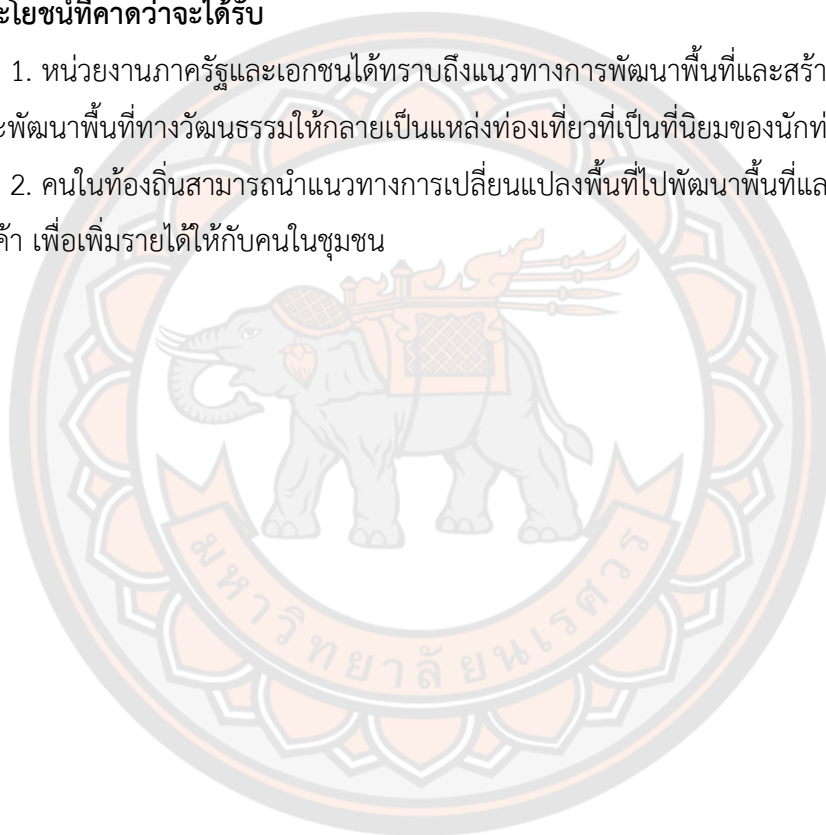 ะโยชน์ที่คาดว่าจะได้รับ
1. หน่วยงานภาครัฐและเอกชนได้ทราบถึงแนวทางการพัฒนาพื้นที่และสร้า
ะพัฒนาพื้นที่ทางวัฒนธรรมให้กลายเป็นแหล่งท่องเที่ยวที่เป็นที่นิยมของนักท่
2. คนในท้องถิ่นสามารถนำแนวทางการเปลี่ยนแปลงพื้นที่ไปพัฒนาพื้นที่แล
ค้า เพื่อเพิ่มรายได้ให้กับคนในชุมชน
มหาวิทยาลัยนเรศวร